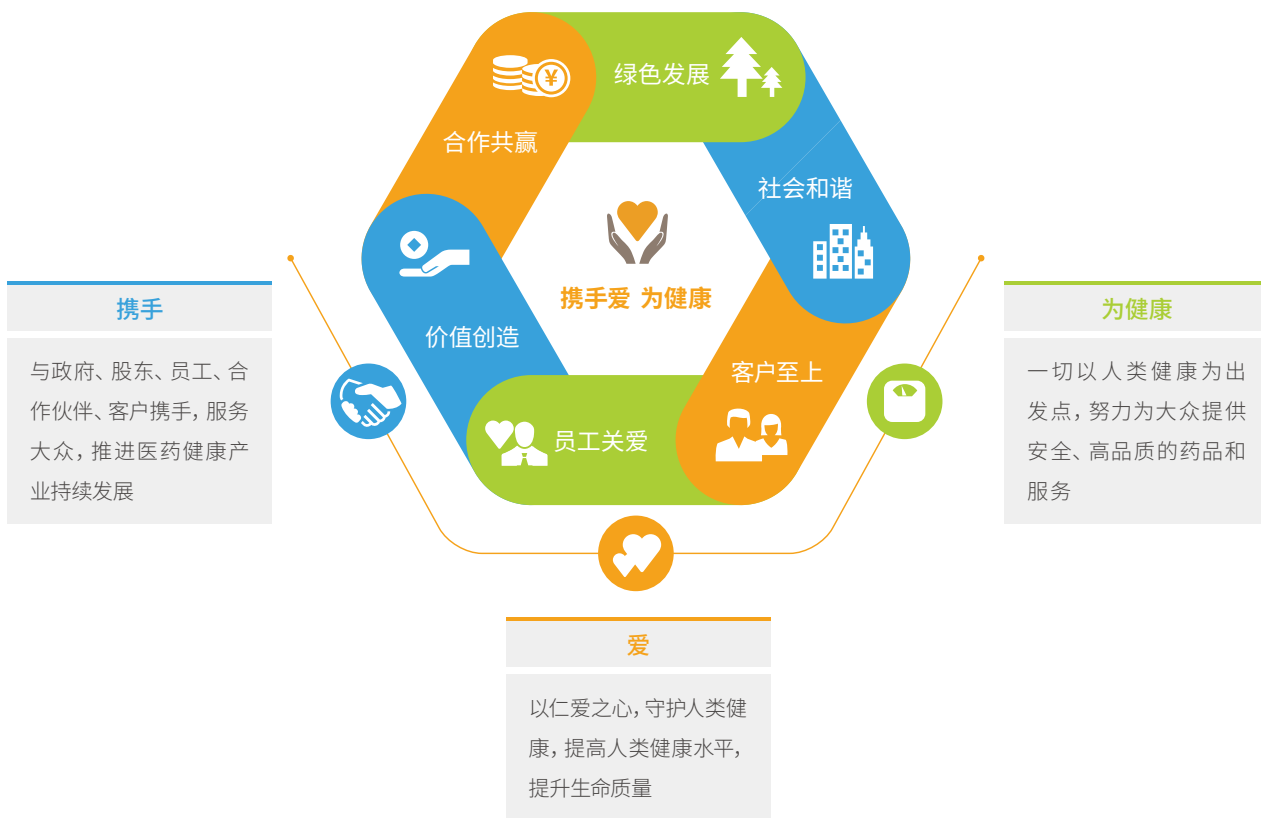 绿色发展
合作共赢
社会和谐
携手爱 为健康
价值创造
客户至上
员工关爱
¥
携手
与政府、股东、员工、合
作伙伴、客户携手，服务
大众，推进医药健康产
业持续发展
为健康
一切以人类健康为出
发点，努力为大众提供
安全、高品质的药品和
服务
爱
以仁爱之心，守护人类健
康，提高人类健康水平，
提升生命质量